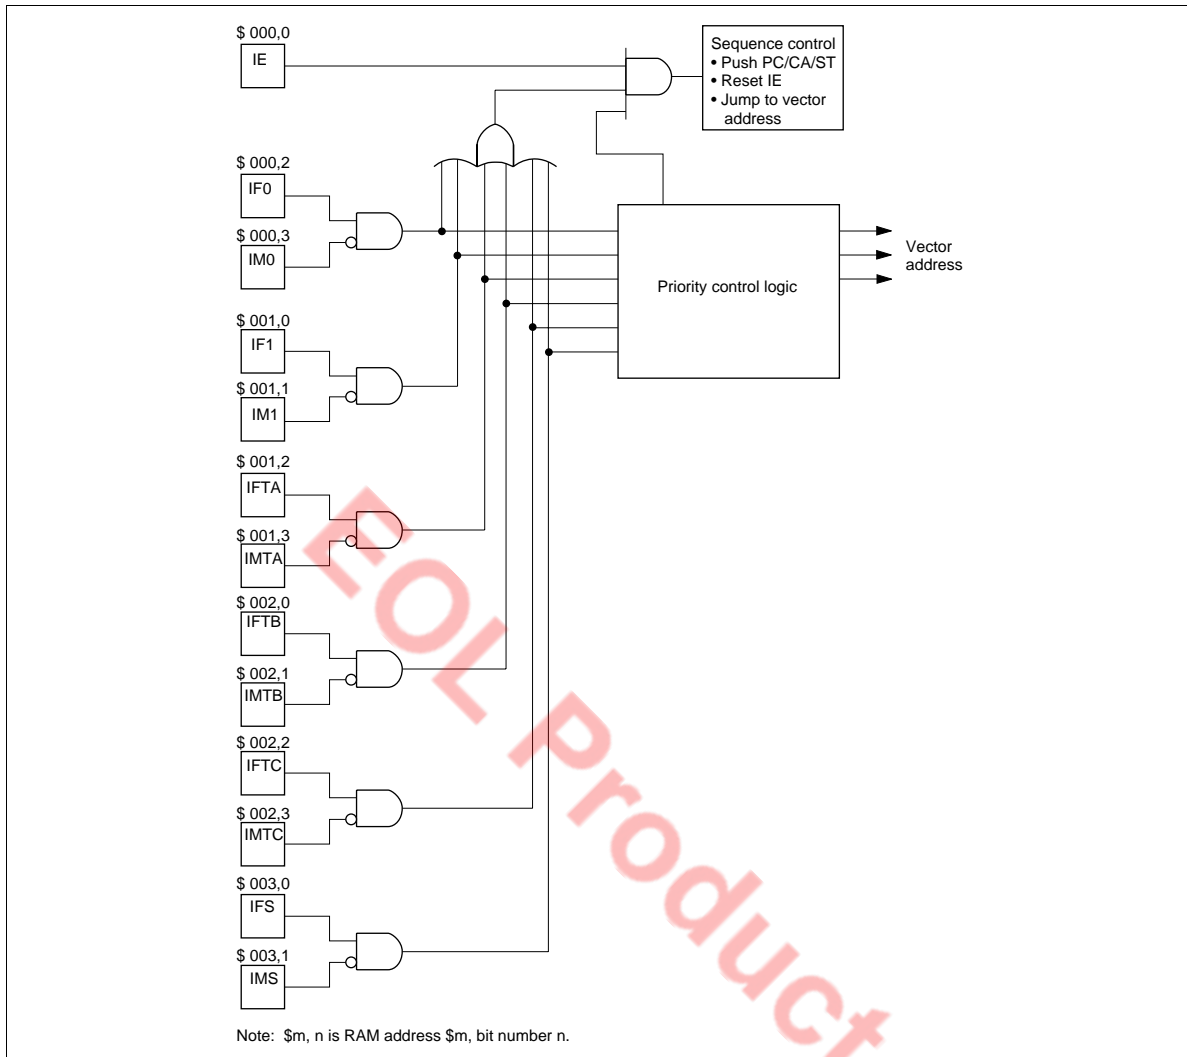 $ 000,0
IE
Sequence control
• Push PC/CA/ST
• Reset IE
• Jump to vector
address
$ 000,2
IF0
$ 000,3
IM0
Priority control logic
Vector
address
$ 001,0
IF1
$ 001,1
IM1
$ 001,2
IFTA
$ 001,3
IMTA
$ 002,0
IFTB
$ 002,1
IMTB
$ 002,2
IFTC
$ 002,3
IMTC
$ 003,0
IFS
$ 003,1
IMS
EOL Product
Note: $m, n is RAM address $m, bit number n.